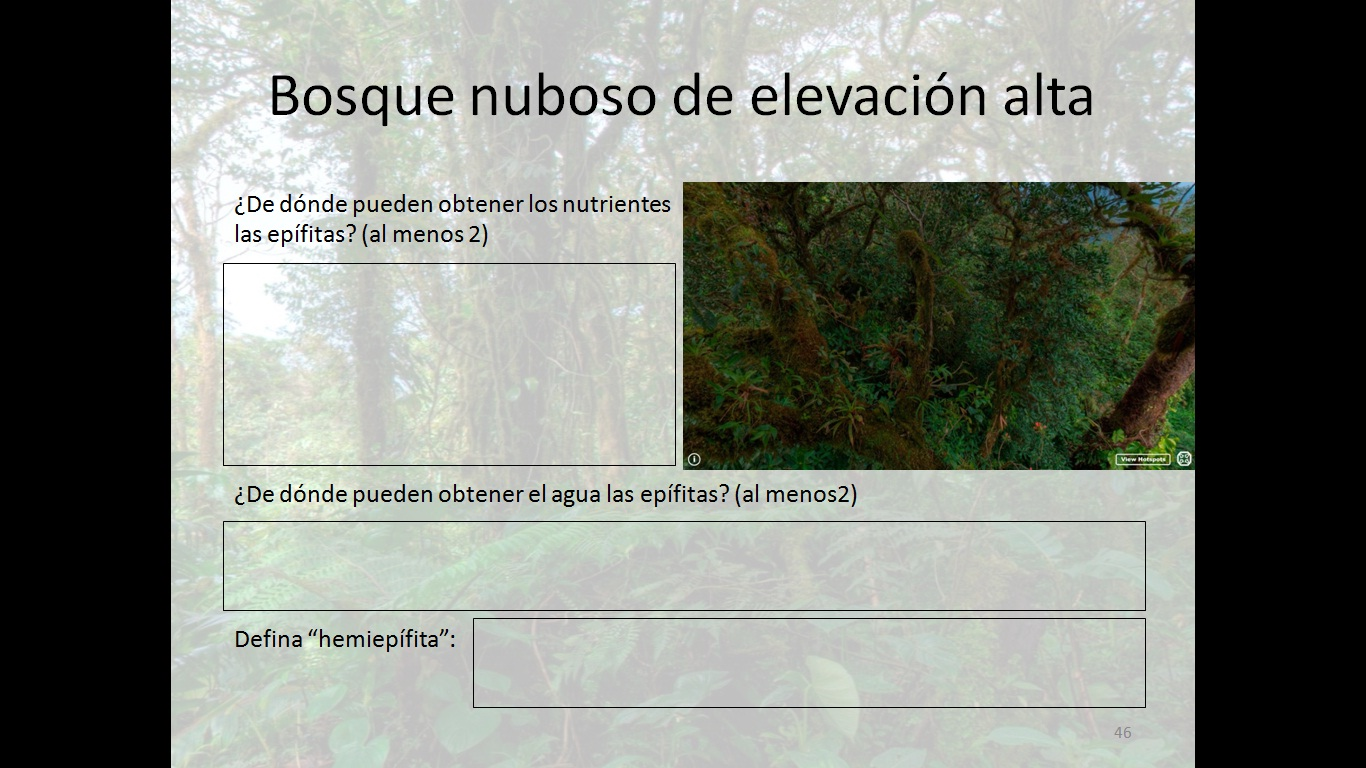 Bosque nuboso de elevación alta
¿De dónde pueden obtener los nutrientes
las epífitas? (al menos 2)
View Hotspots
¿De dónde pueden obtener el agua las epífitas? (al menos2)
Defina “hemiepífita”:
46